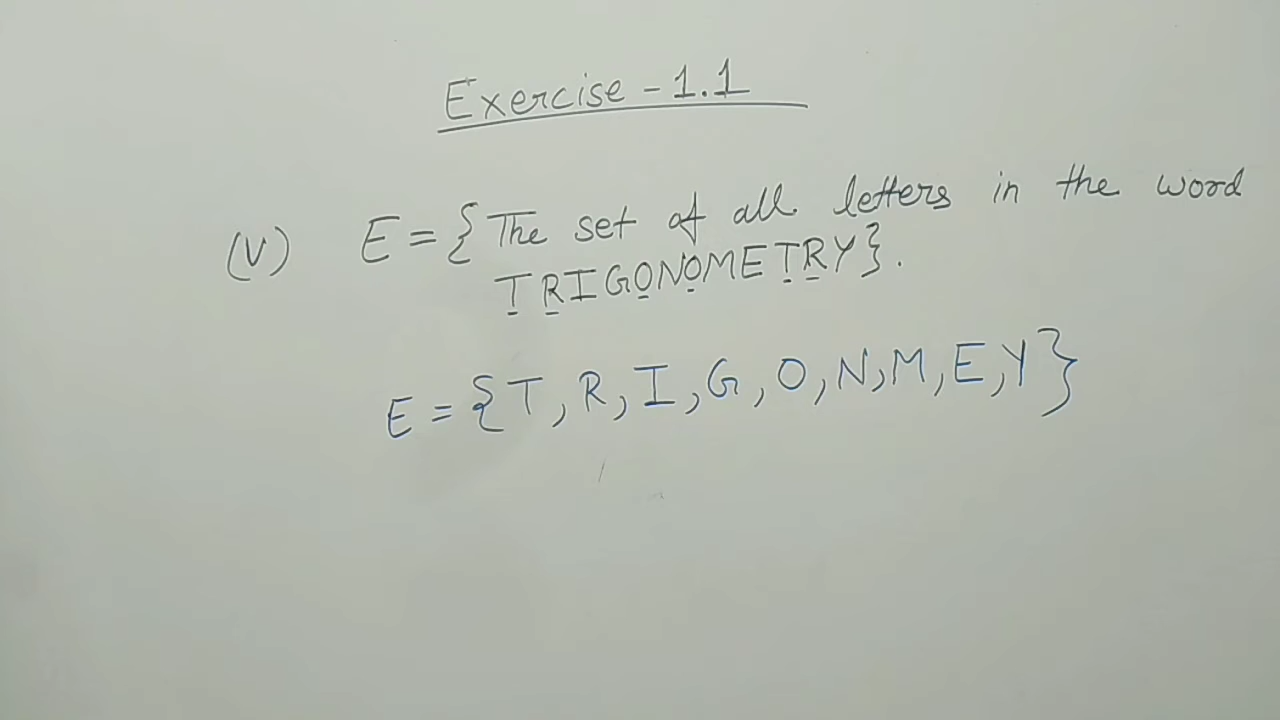 Exercise - 1.1
(V) E = { The set of all letters in the word
TRIGONOMETRY}.
E = {T, R, I, G, O, N, M, E, Y}